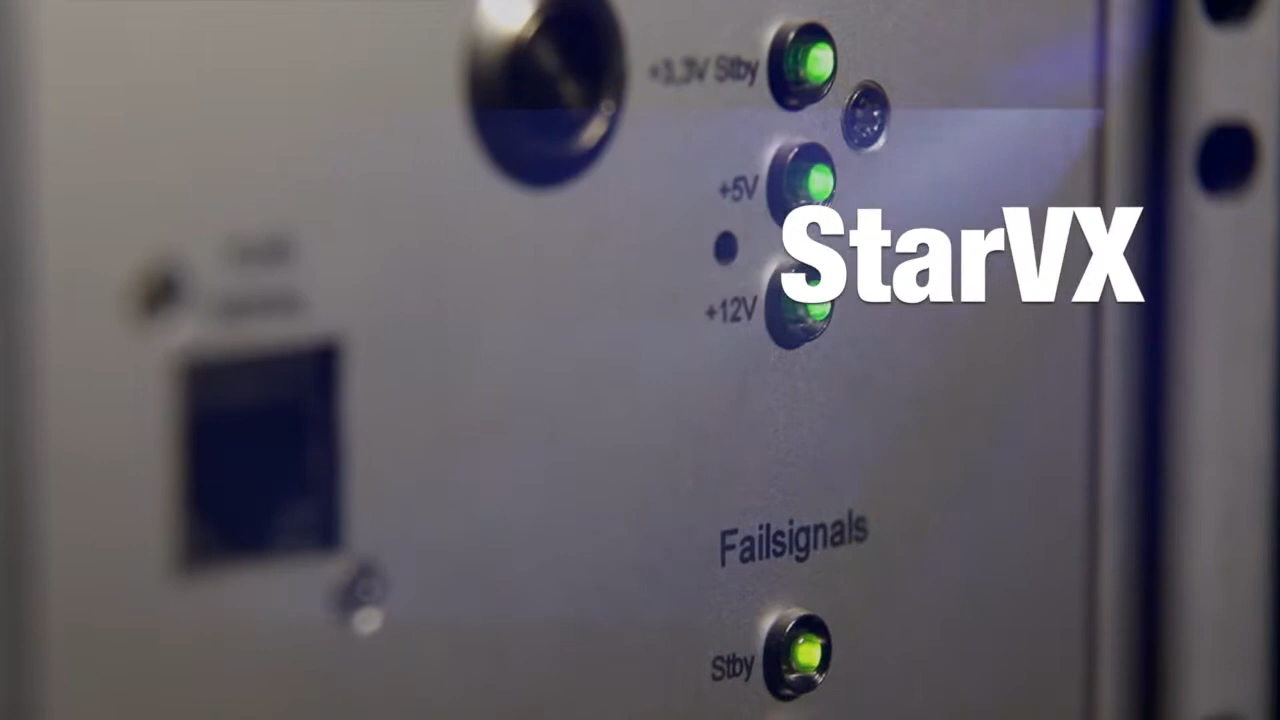 +3,3V Stby
+5V
StarVX
+12V
Failsignals
Stby